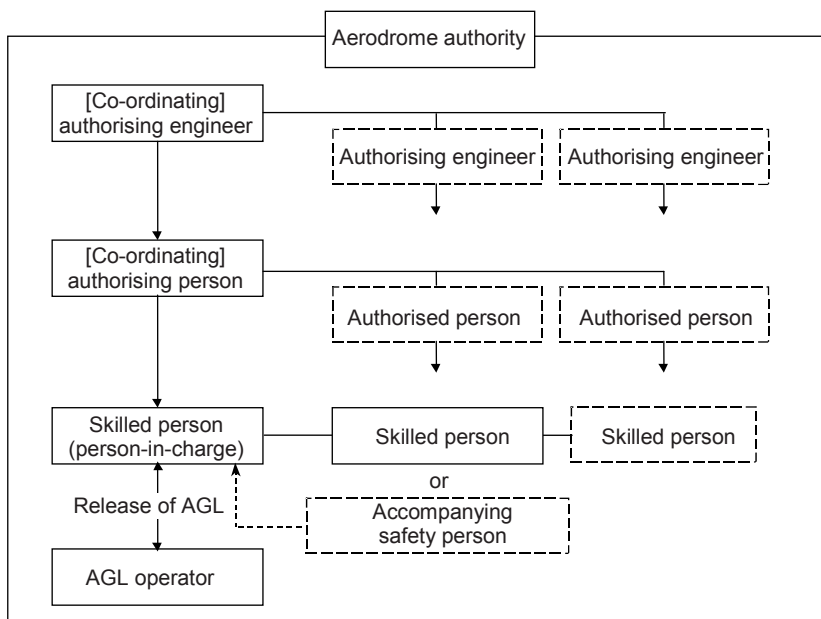 Aerodrome authority
[Co-ordinating]
authorising engineer
Authorising engineer
Authorising engineer
[Co-ordinating]
authorising person
Authorised person
Authorised person
Skilled person
(person-in-charge)
Skilled person
Skilled person
or
Release of AGL
Accompanying
safety person
AGL operator